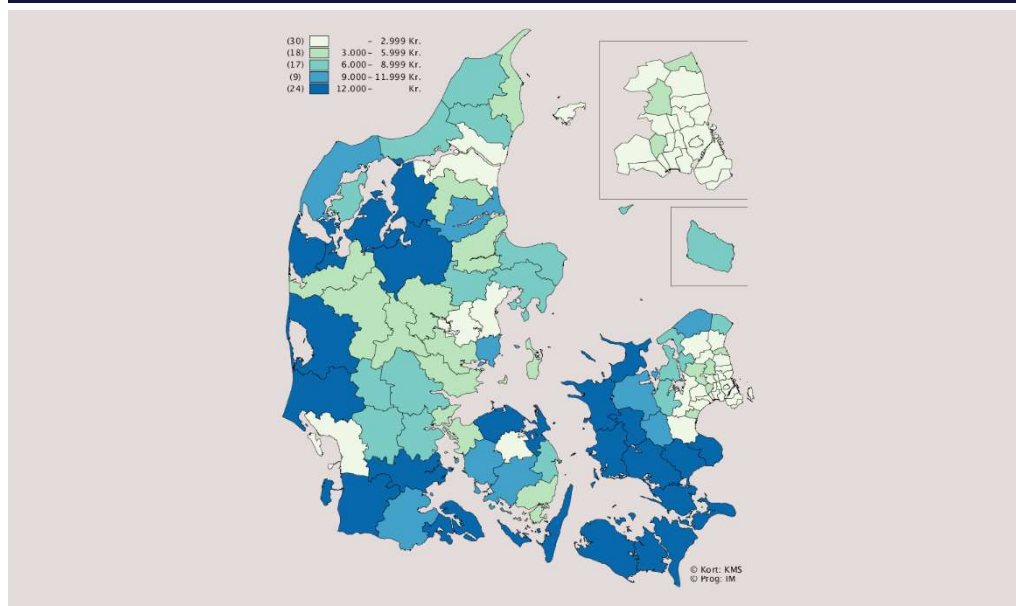 (30) - 2.999 Kr.
(18) 3.000- 5.999 Kr.
(17) 6.000- 8.999 Kr.
(9) 9.000-11.999 Kr.
(24) 12.000- Kr.
© Kort: KMS
© Prog: IM